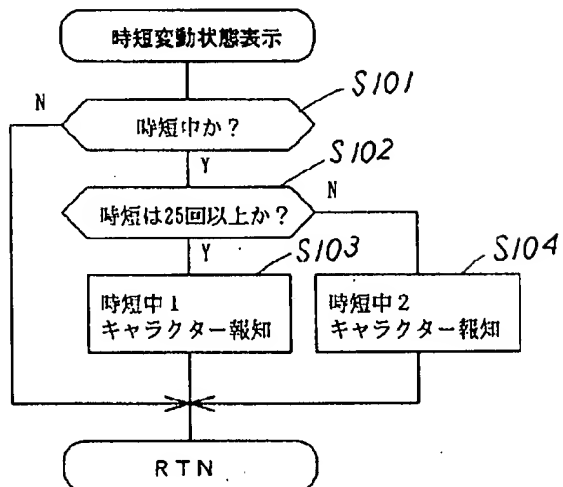 時短変動状態表示
S101
N
時短中か？
Y
S102
時短は25回以上か？
N
Y
S103
S104
時短中1
キャラクター報知
時短中2
キャラクター報知
RTN